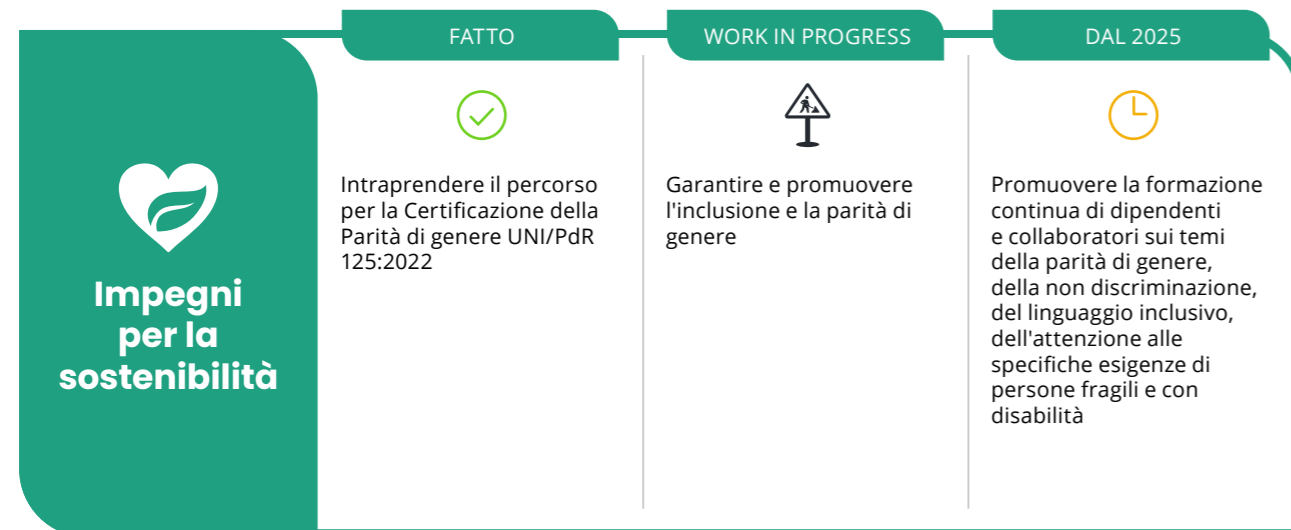 Impegni
per la
sostenibilità
FATTO
Intraprendere il percorso
per la Certificazione della
Parità di genere UNI/PdR
125:2022
WORK IN PROGRESS
Garantire e promuovere
l'inclusione e la parità di
genere
DAL 2025
Promuovere la formazione
continua di dipendenti
e collaboratori sui temi
della parità di genere,
della non discriminazione,
del linguaggio inclusivo,
dell'attenzione alle
specifiche esigenze di
persone fragili e con
disabilità